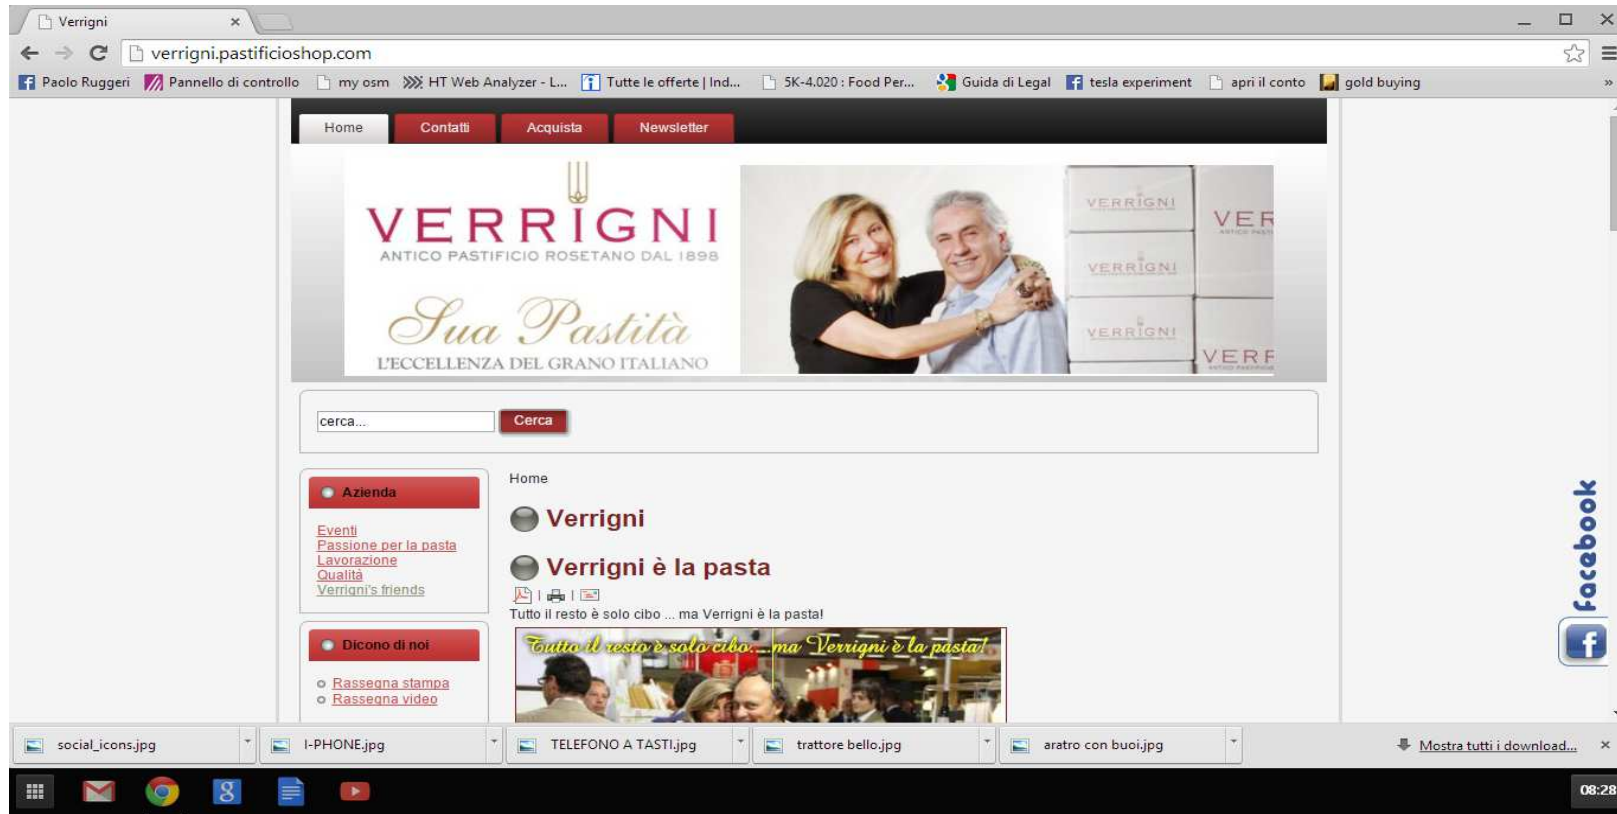 Verrigni
verrigni.pastificioshop.com
Paolo Ruggeri Pannello di controllo my osm HT Web Analyzer - L... Tutte le offerte | Ind... 5K-4.020 : Food Per... Guida di Legal tesla experiment apri il conto gold buying »
Home Contatti Acquista Newsletter
VERRIGNI
ANTICO PASTIFICIO ROSETANO DAL 1898
Sua Pastità
L'ECCELLENZA DEL GRANO ITALIANO
VERRIGNI
VER
VERRIGNI
VERRIGNI
VERR
cerca...
Cerca
Azienda
Eventi
Passione per la pasta
Lavorazione
Qualità
Verrigni's friends
Dicono di noi
Rassegna stampa
Rassegna video
Home
Verrigni
Verrigni è la pasta
Tutto il resto è solo cibo ... ma Verrigni è la pasta!
Tutto il resto è solo cibo....ma Verrigni è la pasta!
facebook
social_icons.jpg I-PHONE.jpg TELEFONO A TASTI.jpg trattore bello.jpg aratro con buoi.jpg Mostra tutti i download...
08:28